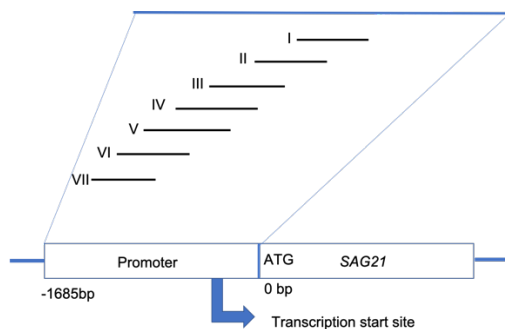 I
II
III
IV
V
VI
VII
Promoter
ATG
SAG21
-1685bp
0 bp
Transcription start site